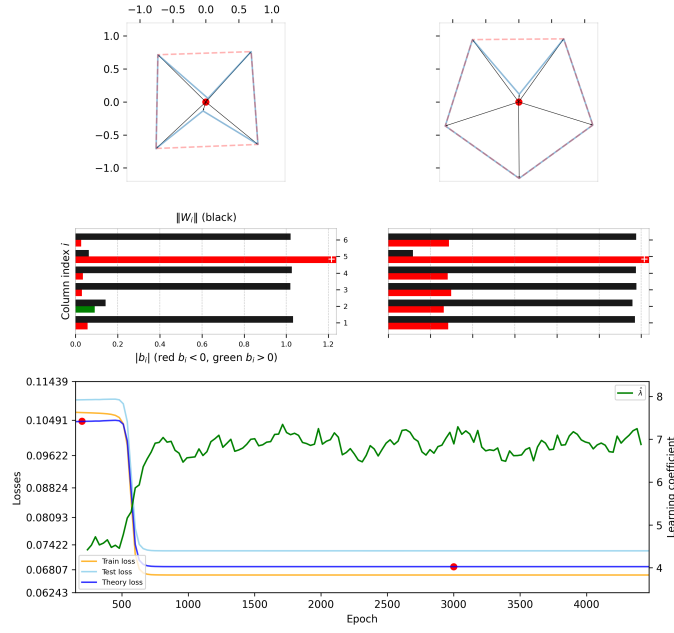 −1.0 −0.5 0.0 0.5 1.0
1.0
0.5
0.0
−0.5
−1.0
‖Wᵢ‖ (black)
Column index i
6
5
4
3
2
1
+
+
0.0 0.2 0.4 0.6 0.8 1.0 1.2
|bᵢ| (red bᵢ < 0, green bᵢ > 0)
0.11439
0.10491
0.09622
0.08824
0.08093
0.07422
0.06807
0.06243
Losses
λ̂
8
7
6
5
4
Learning coefficient
Train loss
Test loss
Theory loss
500 1000 1500 2000 2500 3000 3500 4000
Epoch